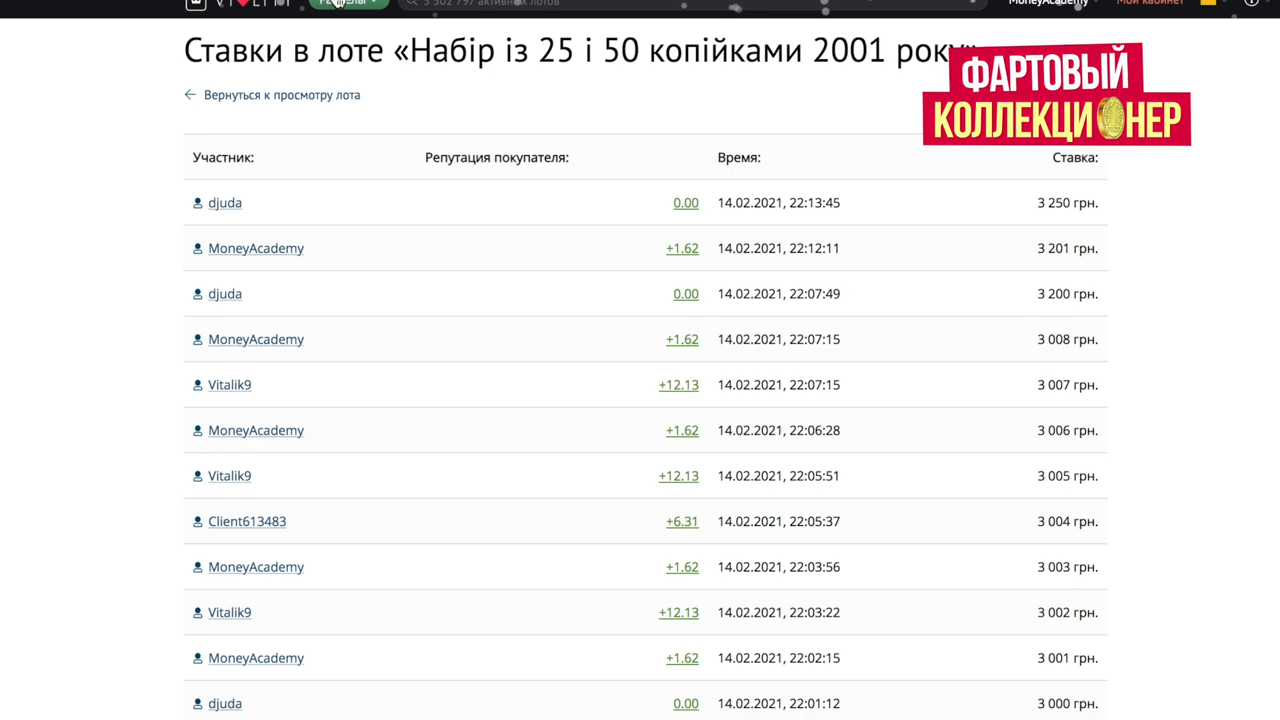 3 502 797 активных лотов
MoneyAcademy
Мой кабинет
Ставки в лоте «Набір із 25 і 50 копійками 2001 року»
ФАРТОВЫЙ
КОЛЛЕКЦИОНЕР
← Вернуться к просмотру лота
Участник: Репутация покупателя: Время: Ставка:
djuda 0.00 14.02.2021, 22:13:45 3 250 грн.
MoneyAcademy +1.62 14.02.2021, 22:12:11 3 201 грн.
djuda 0.00 14.02.2021, 22:07:49 3 200 грн.
MoneyAcademy +1.62 14.02.2021, 22:07:15 3 008 грн.
Vitalik9 +12.13 14.02.2021, 22:07:15 3 007 грн.
MoneyAcademy +1.62 14.02.2021, 22:06:28 3 006 грн.
Vitalik9 +12.13 14.02.2021, 22:05:51 3 005 грн.
Client613483 +6.31 14.02.2021, 22:05:37 3 004 грн.
MoneyAcademy +1.62 14.02.2021, 22:03:56 3 003 грн.
Vitalik9 +12.13 14.02.2021, 22:03:22 3 002 грн.
MoneyAcademy +1.62 14.02.2021, 22:02:15 3 001 грн.
djuda 0.00 14.02.2021, 22:01:12 3 000 грн.